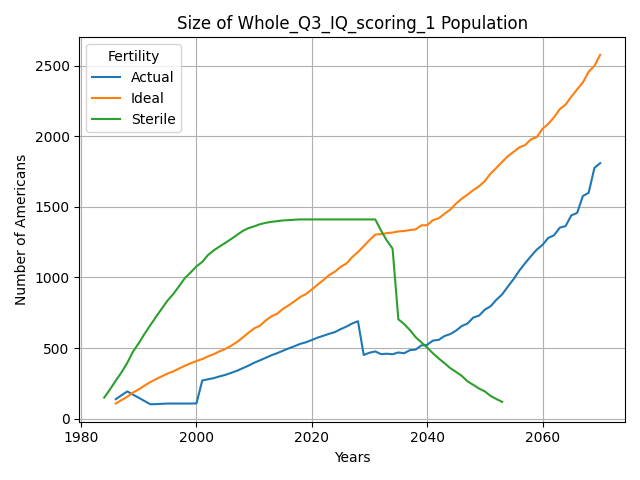 Size of Whole_Q3_IQ_scoring_1 Population
Fertility
Actual
Ideal
Sterile
Number of Americans
2500
2000
1500
1000
500
0
1980
2000
2020
2040
2060
Years